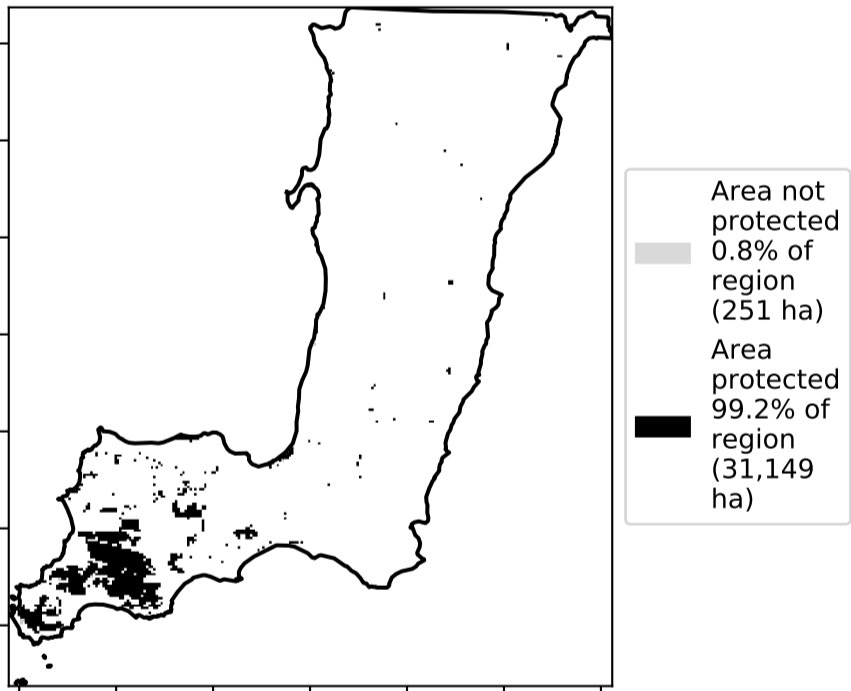 Area not
protected
0.8% of
region
(251 ha)
Area
protected
99.2% of
region
(31,149
ha)